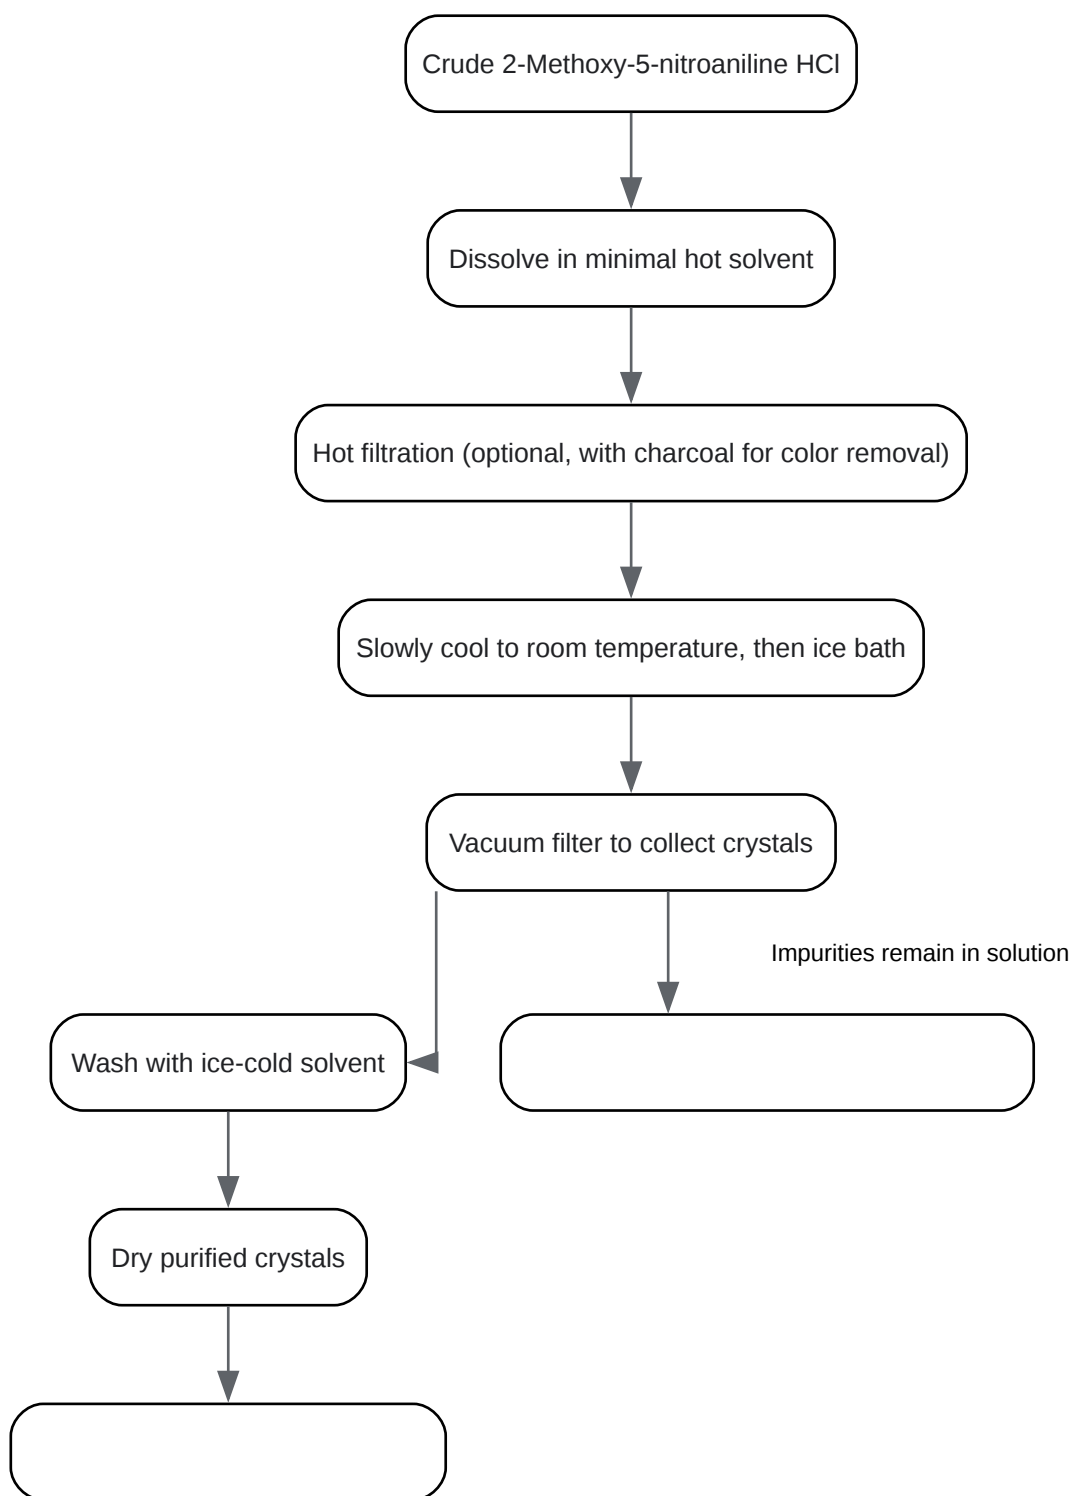 Crude 2-Methoxy-5-nitroaniline HCl
Dissolve in minimal hot solvent
Hot filtration (optional, with charcoal for color removal)
Slowly cool to room temperature, then ice bath
Vacuum filter to collect crystals
Impurities remain in solution
Wash with ice-cold solvent
Dry purified crystals